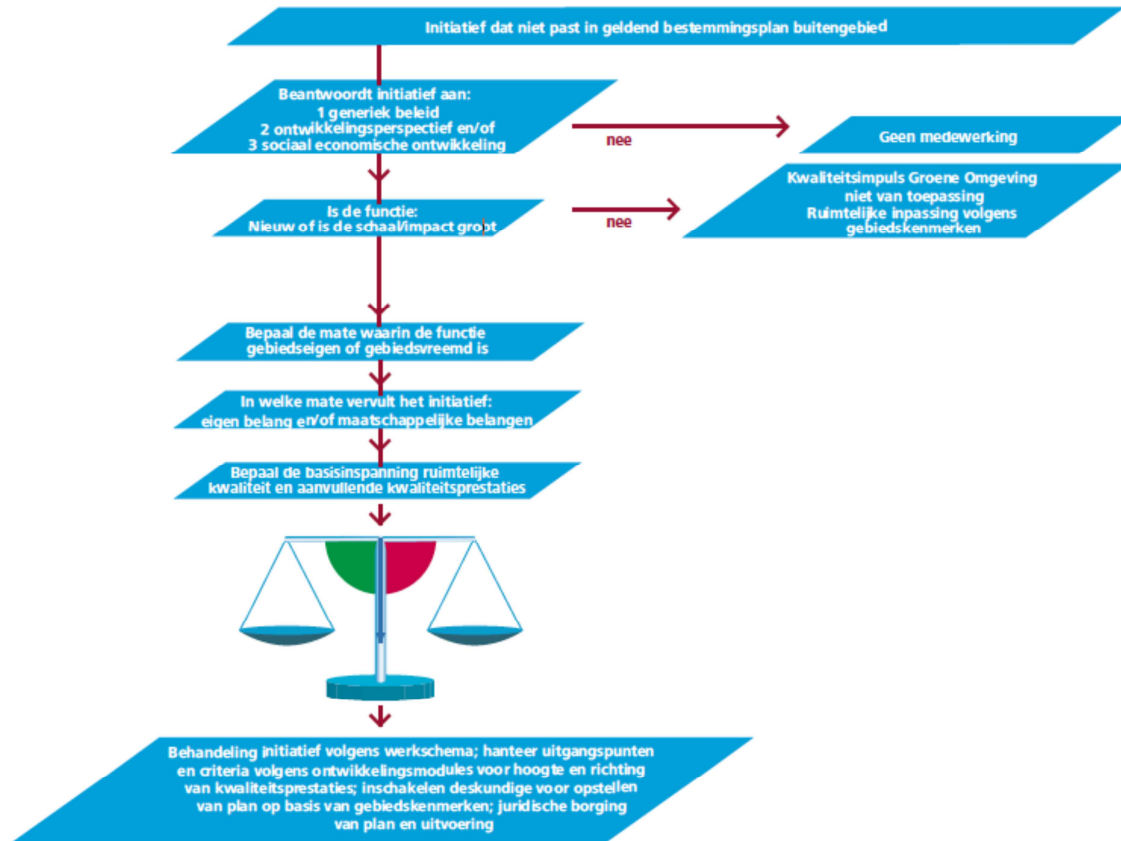 Initiatief dat niet past in geldend bestemmingsplan buitengebied
Beantwoordt initiatief aan:
1 generiek beleid
2 ontwikkelingsperspectief en/of
3 sociaal economische ontwikkeling
nee
Geen medewerking
Is de functie:
Nieuw of is de schaal/impact groot
nee
Kwaliteitsimpuls Groene Omgeving
niet van toepassing
Ruimtelijke inpassing volgens
gebiedskenmerken
Bepaal de mate waarin de functie
gebiedseigen of gebiedsvreemd is
In welke mate vervult het initiatief:
eigen belang en/of maatschappelijke belangen
Bepaal de basisinspanning ruimtelijke
kwaliteit en aanvullende kwaliteitsprestaties
Behandeling initiatief volgens werkschema; hanteer uitgangspunten
en criteria volgens ontwikkelingsmodules voor hoogte en richting
van kwaliteitsprestaties; inschakelen deskundige voor opstellen
van plan op basis van gebiedskenmerken; juridische borging
van plan en uitvoering